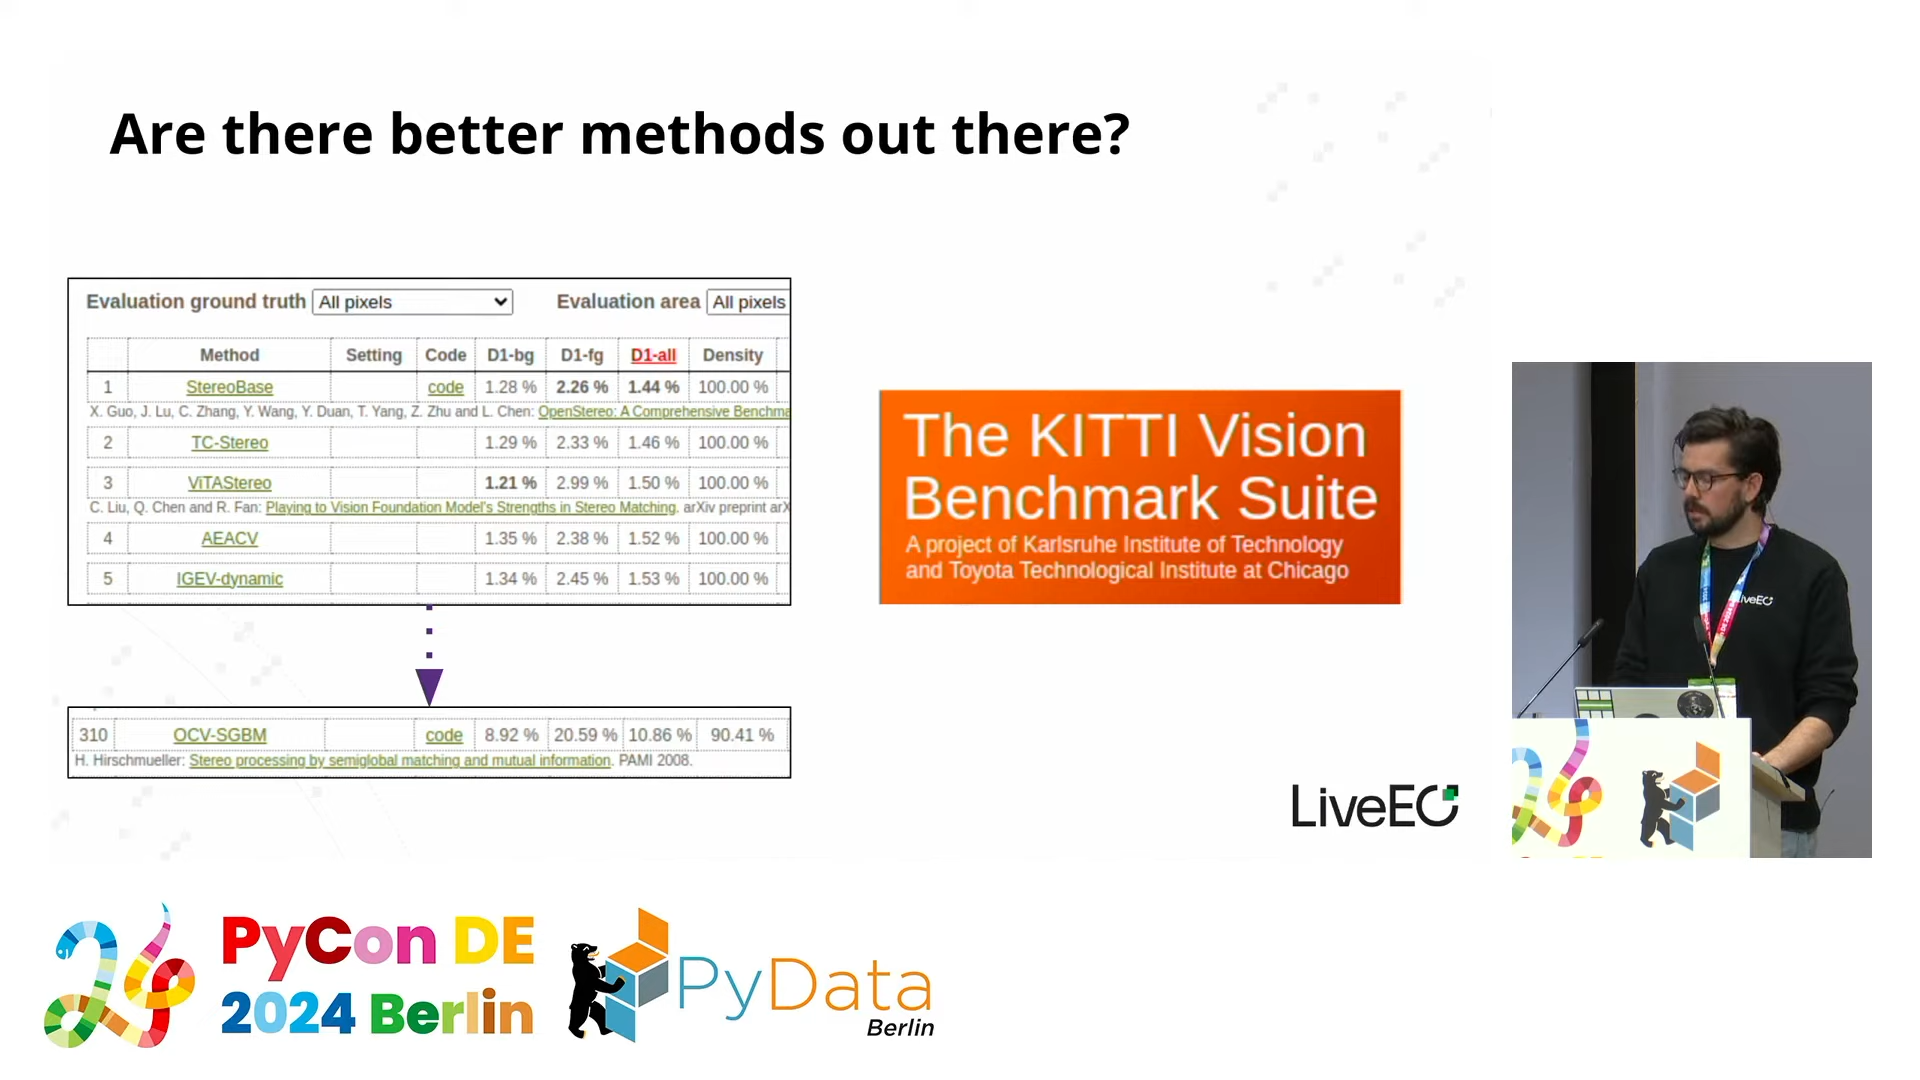 Are there better methods out there?
Evaluation ground truth All pixels Evaluation area All pixels
Method Setting Code D1-bg D1-fg D1-all Density
1 StereoBase code 1.28 % 2.26 % 1.44 % 100.00 %
X. Guo, J. Lu, C. Zhang, Y. Wang, Y. Duan, T. Yang, Z. Zhu and L. Chen: OpenStereo: A Comprehensive Benchma
2 TC-Stereo 1.29 % 2.33 % 1.46 % 100.00 %
3 ViTAStereo 1.21 % 2.99 % 1.50 % 100.00 %
C. Liu, Q. Chen and R. Fan: Playing to Vision Foundation Model's Strengths in Stereo Matching. arXiv preprint arX
4 AEACV 1.35 % 2.38 % 1.52 % 100.00 %
5 IGEV-dynamic 1.34 % 2.45 % 1.53 % 100.00 %
310 OCV-SGBM code 8.92 % 20.59 % 10.86 % 90.41 %
H. Hirschmueller: Stereo processing by semiglobal matching and mutual information. PAMI 2008.
The KITTI Vision
Benchmark Suite
A project of Karlsruhe Institute of Technology
and Toyota Technological Institute at Chicago
LiveEO
LiveEO
PyCon DE
2024 Berlin
PyData
Berlin